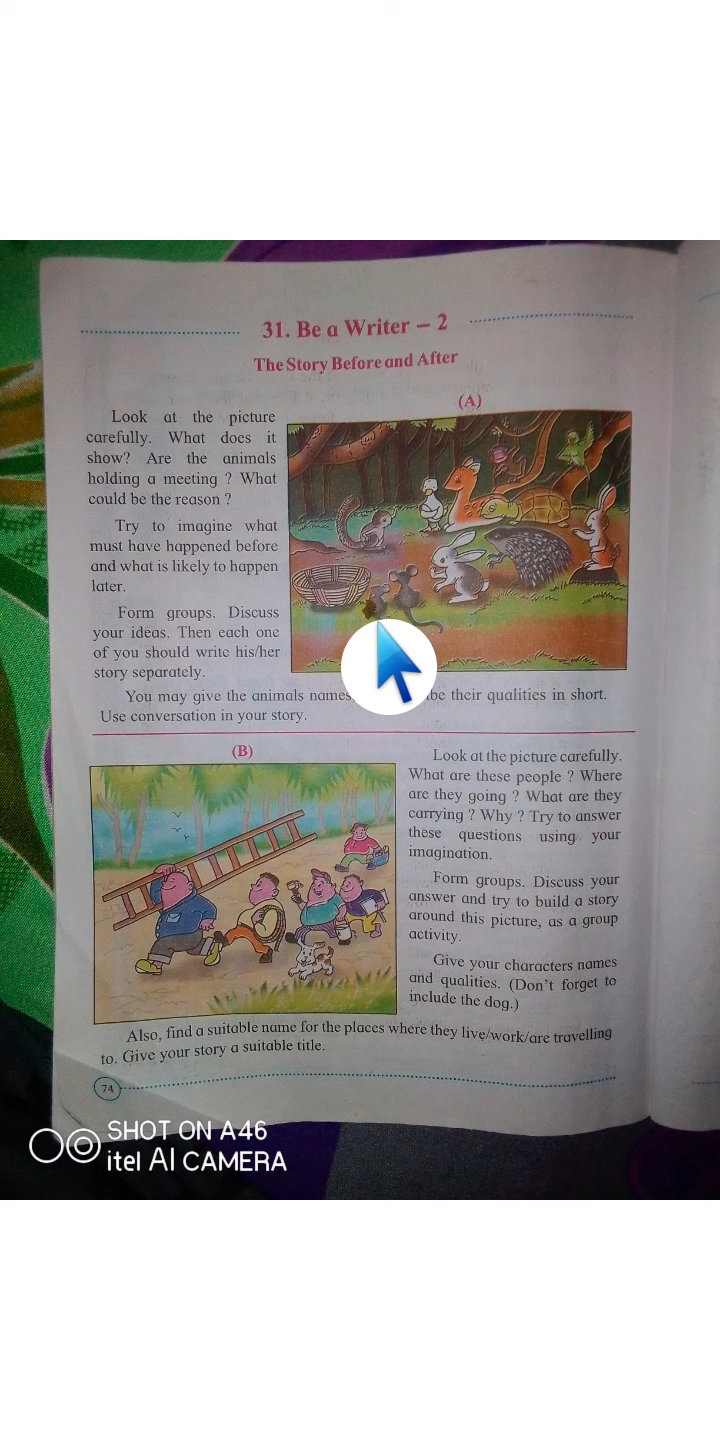 31. Be a Writer – 2
The Story Before and After
(A)
Look at the picture
carefully. What does it
show? Are the animals
holding a meeting ? What
could be the reason ?
Try to imagine what
must have happened before
and what is likely to happen
later.
Form groups. Discuss
your ideas. Then each one
of you should write his/her
story separately.
You may give the animals names, be their qualities in short.
Use conversation in your story.
(B)
Look at the picture carefully.
What are these people ? Where
are they going ? What are they
carrying ? Why ? Try to answer
these questions using your
imagination.
Form groups. Discuss your
answer and try to build a story
around this picture, as a group
activity.
Give your characters names
and qualities. (Don't forget to
include the dog.)
Also, find a suitable name for the places where they live/work/are travelling
to. Give your story a suitable title.
74
SHOT ON A46
itel AI CAMERA